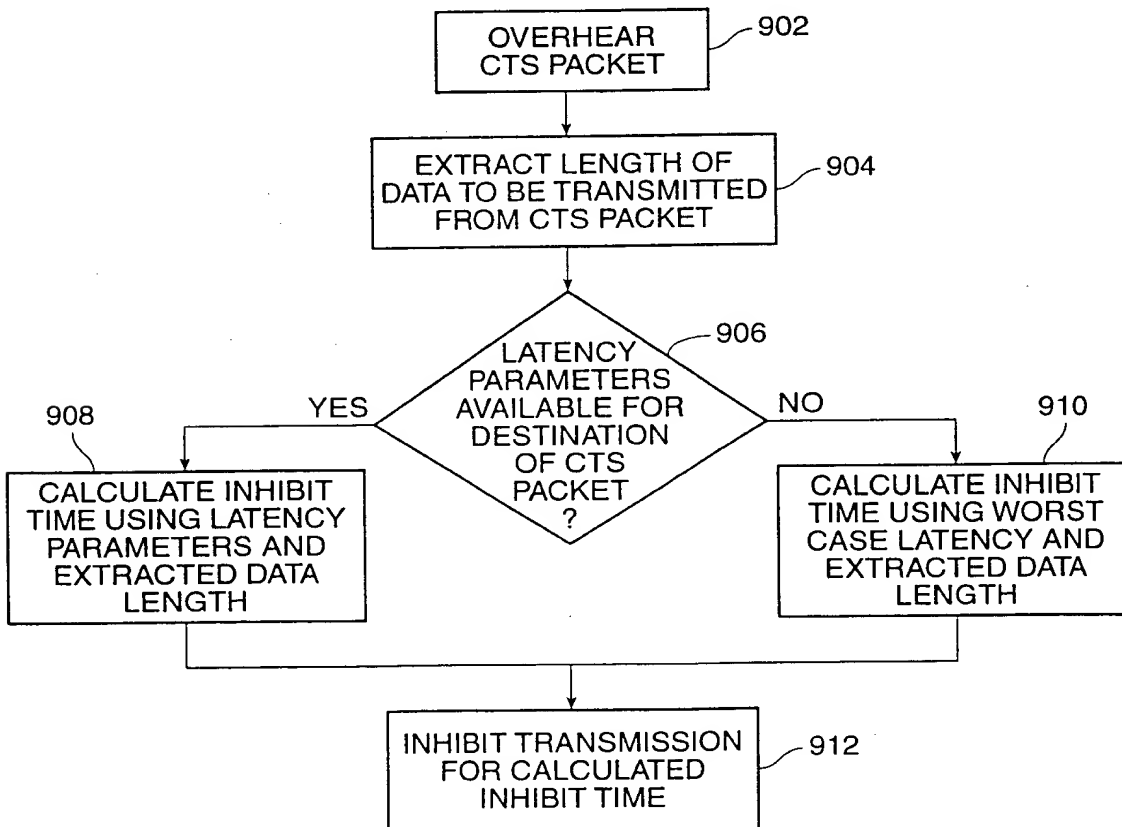 OVERHEAR
CTS PACKET
902
EXTRACT LENGTH OF
DATA TO BE TRANSMITTED
FROM CTS PACKET
904
LATENCY
PARAMETERS
AVAILABLE FOR
DESTINATION
OF CTS
PACKET
?
906
YES
NO
908
CALCULATE INHIBIT
TIME USING LATENCY
PARAMETERS AND
EXTRACTED DATA
LENGTH
910
CALCULATE INHIBIT
TIME USING WORST
CASE LATENCY AND
EXTRACTED DATA
LENGTH
INHIBIT TRANSMISSION
FOR CALCULATED
INHIBIT TIME
912